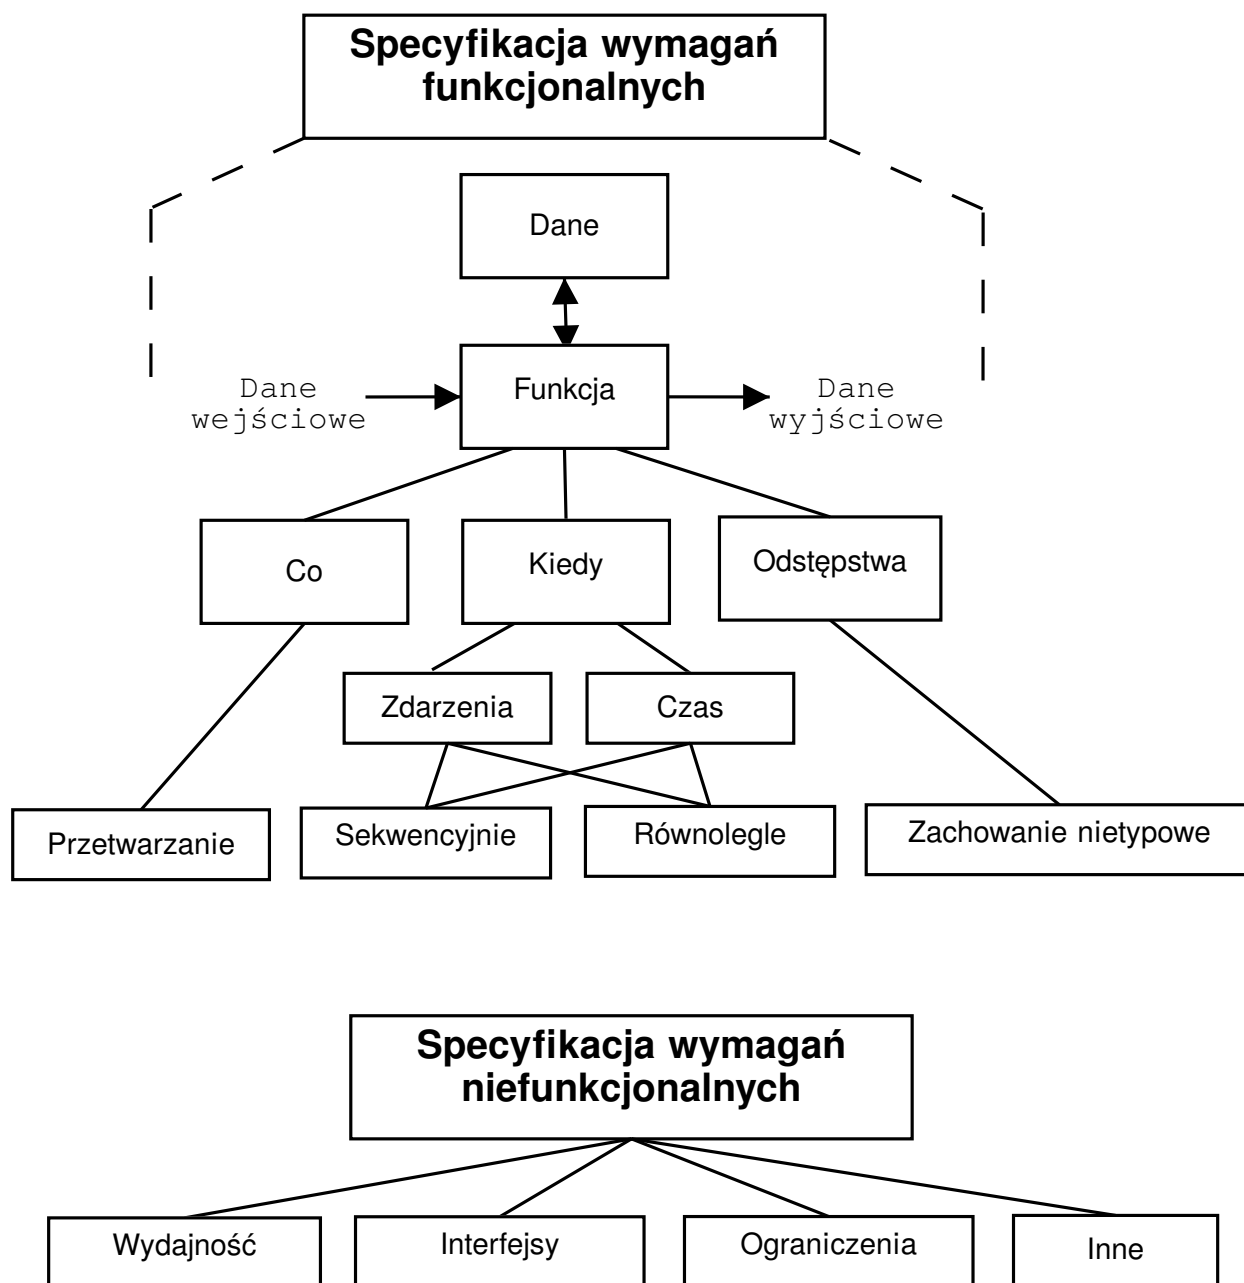 Specyfikacja wymagań
funkcjonalnych
Dane
Dane
wejściowe
Funkcja
Dane
wyjściowe
Co
Kiedy
Odstępstwa
Zdarzenia
Czas
Przetwarzanie
Sekwencyjnie
Równolegle
Zachowanie nietypowe
Specyfikacja wymagań
niefunkcjonalnych
Wydajność
Interfejsy
Ograniczenia
Inne